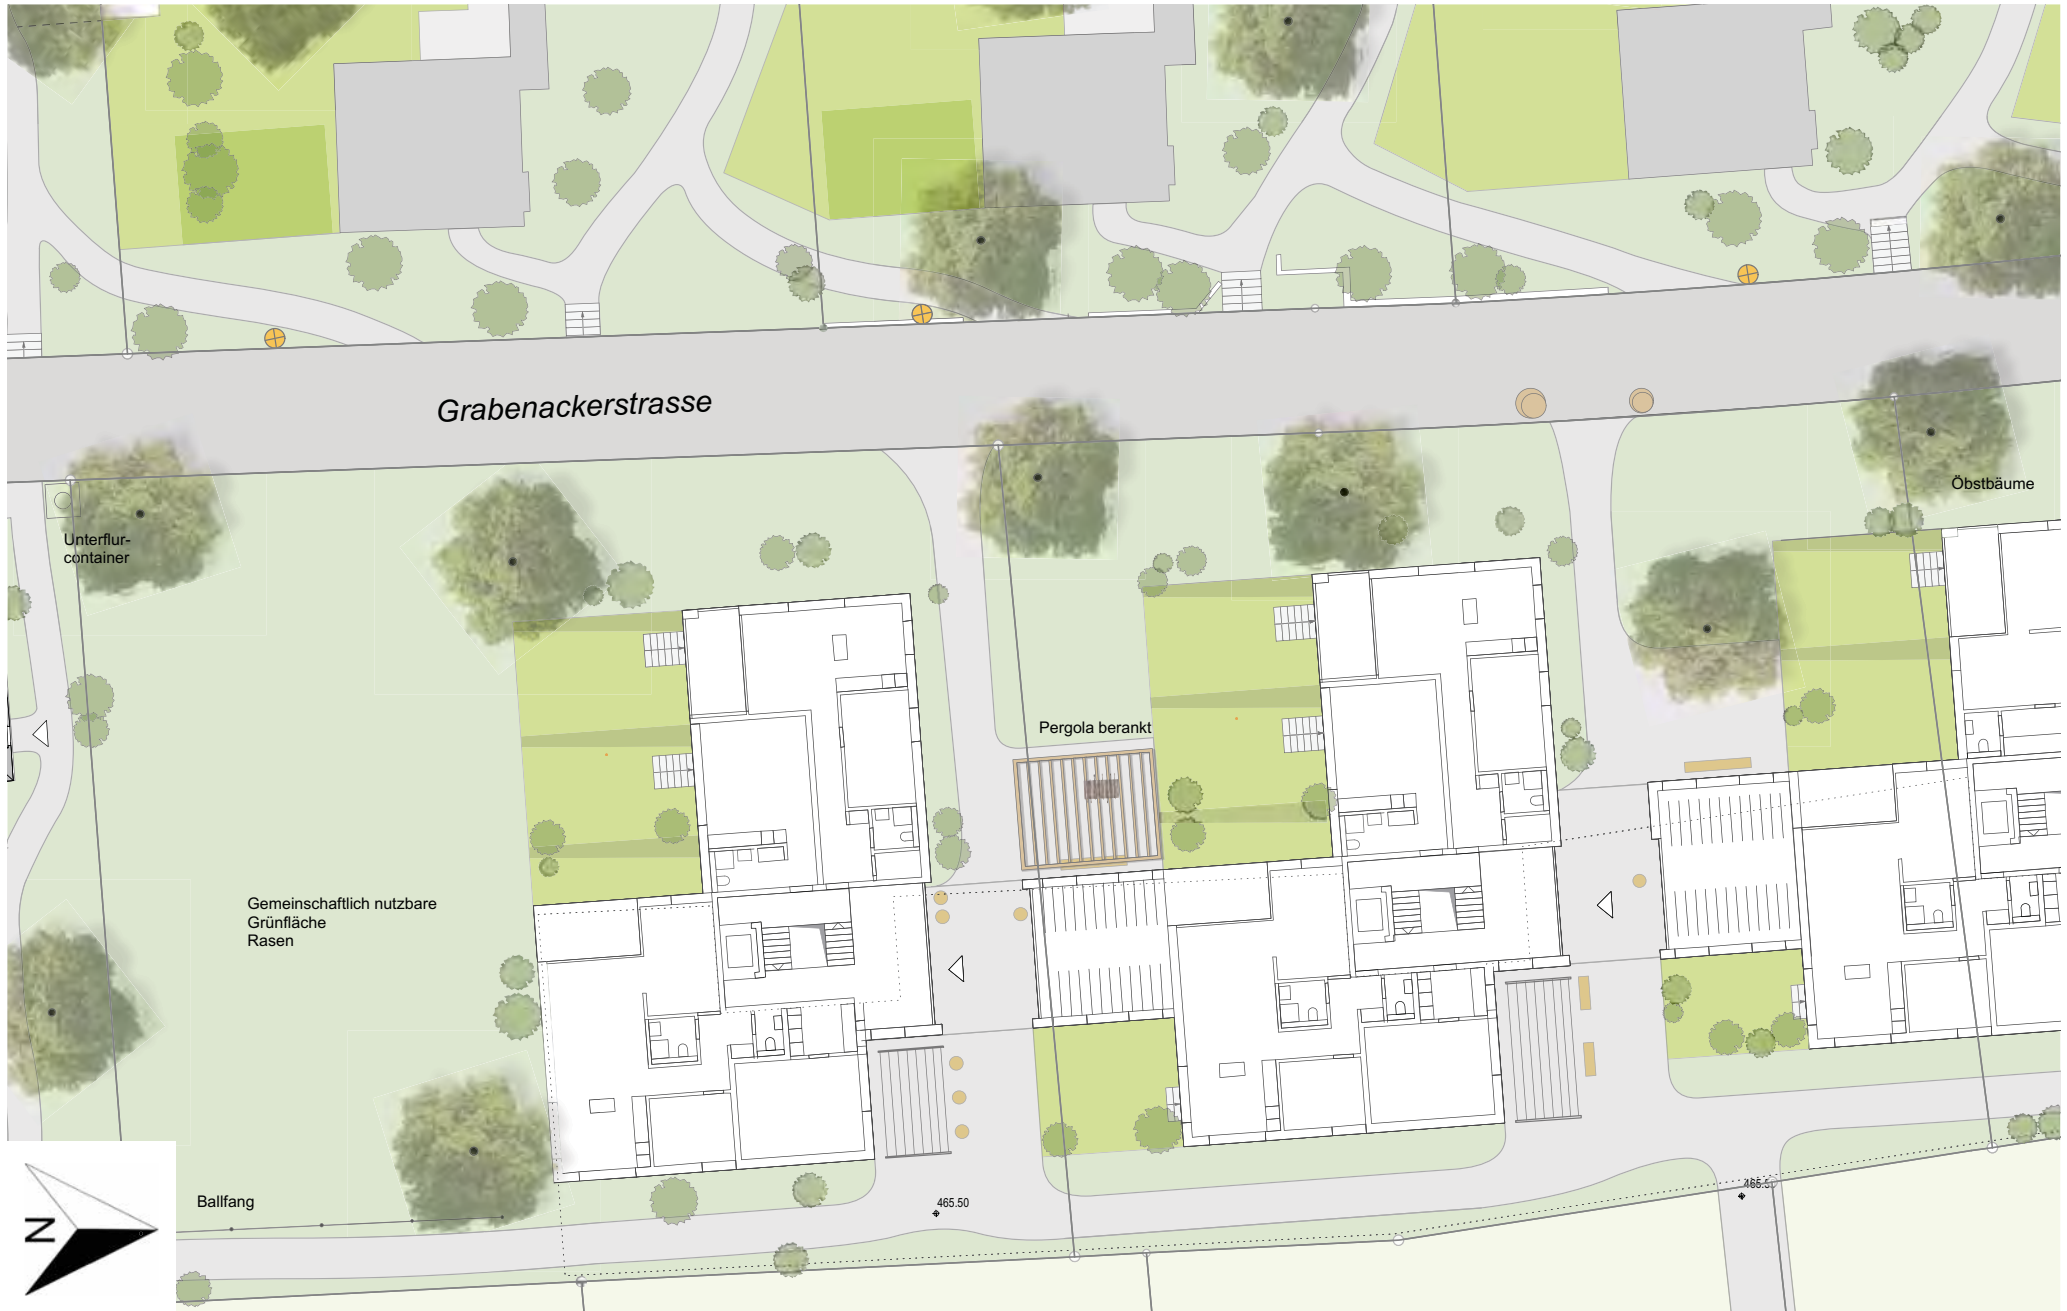 Grabenackerstrasse
Öbstbäume
Unterflur-
container
Pergola berankt
Gemeinschaftlich nutzbare
Grünfläche
Rasen
Ballfang
465.50
N